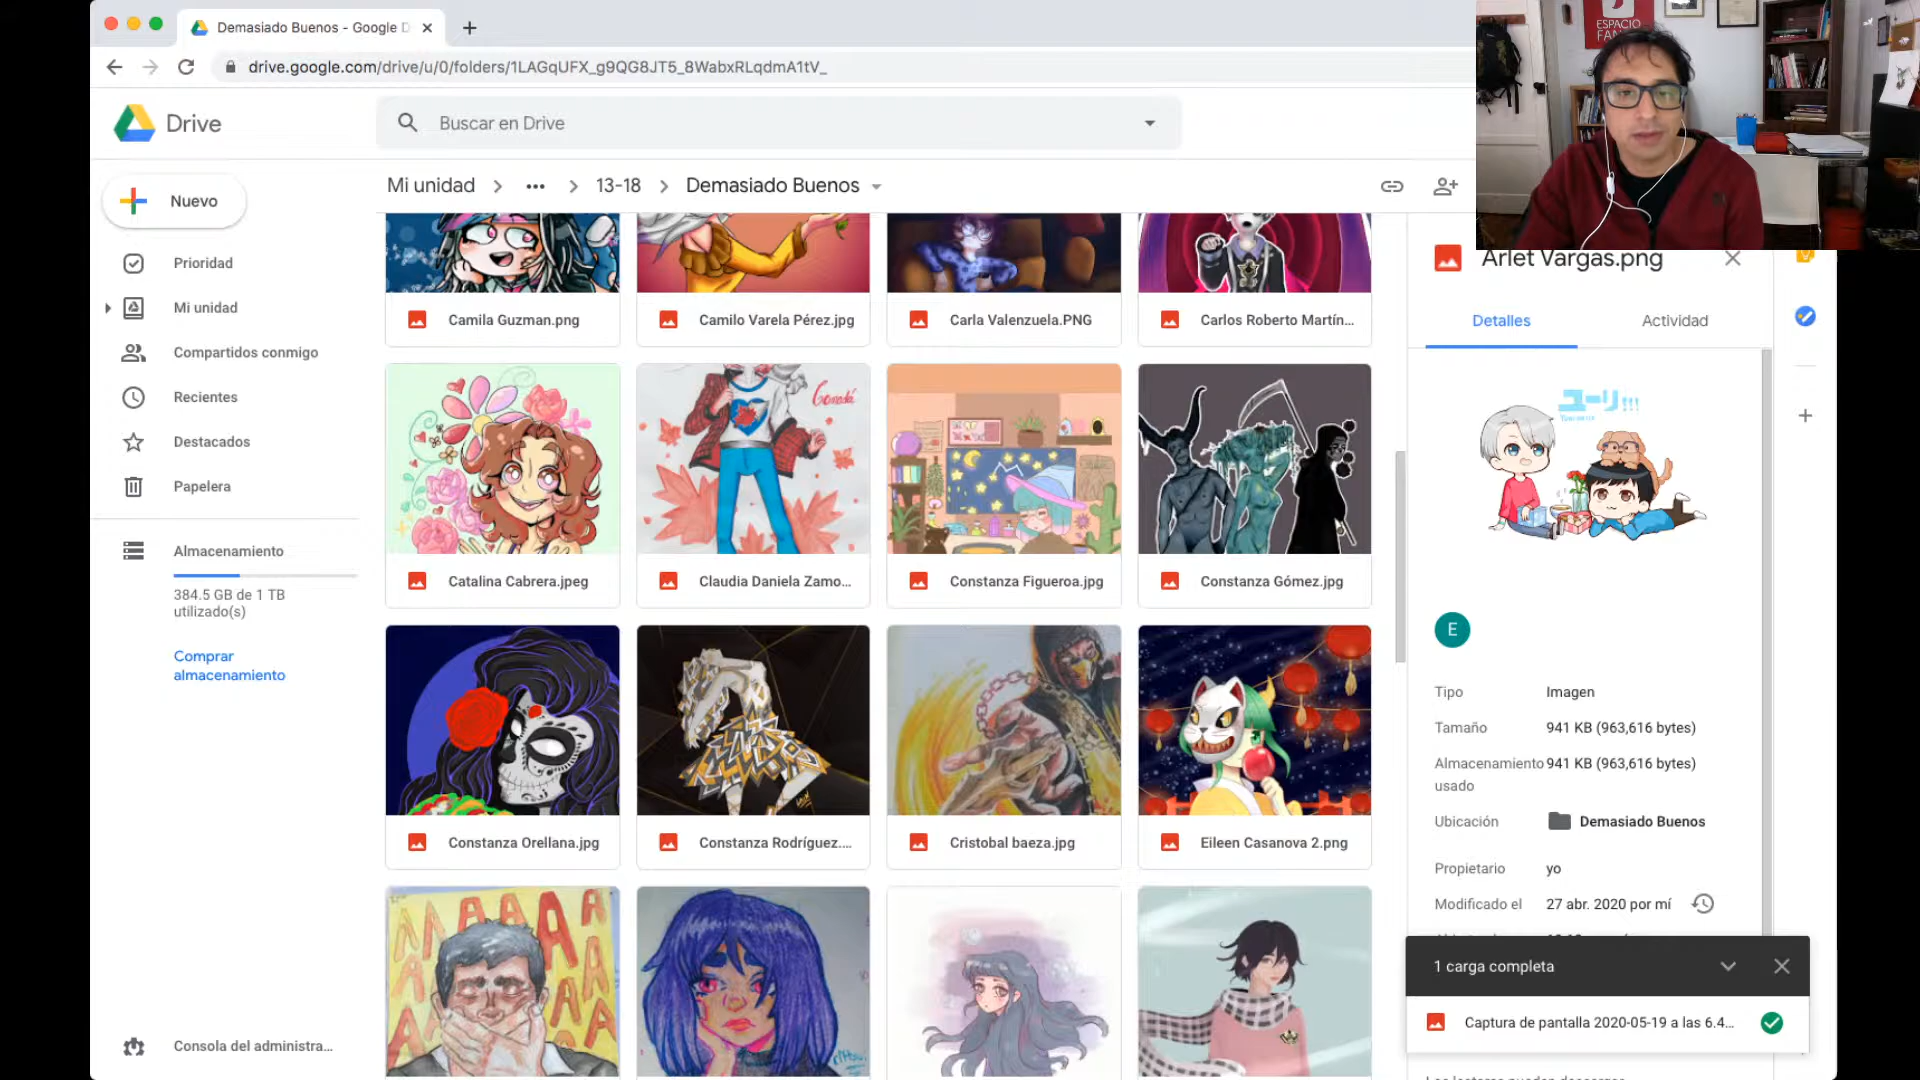 Demasiado Buenos - Google D
drive.google.com/drive/u/0/folders/1LAGqUFX_g9QG8JT5_8WabxRLqdmA1tV_
Drive
Buscar en Drive
ESPACIO
Nuevo
Mi unidad
•••
13-18
Demasiado Buenos
Prioridad
Mi unidad
Compartidos conmigo
Recientes
Destacados
Papelera
Almacenamiento
384.5 GB de 1 TB
utilizado(s)
Comprar
almacenamiento
Consola del administra...
Camila Guzman.png
Camilo Varela Pérez.jpg
Carla Valenzuela.PNG
Carlos Roberto Martín...
Canadá
Catalina Cabrera.jpeg
Claudia Daniela Zamo...
Constanza Figueroa.jpg
Constanza Gómez.jpg
Constanza Orellana.jpg
Constanza Rodríguez....
Cristobal baeza.jpg
Eileen Casanova 2.png
Arlet Vargas.png
Detalles
Actividad
ユーリ!!!
E
Tipo
Imagen
Tamaño
941 KB (963,616 bytes)
Almacenamiento
usado
941 KB (963,616 bytes)
Ubicación
Demasiado Buenos
Propietario
yo
Modificado el
27 abr. 2020 por mí
1 carga completa
Captura de pantalla 2020-05-19 a las 6.4...